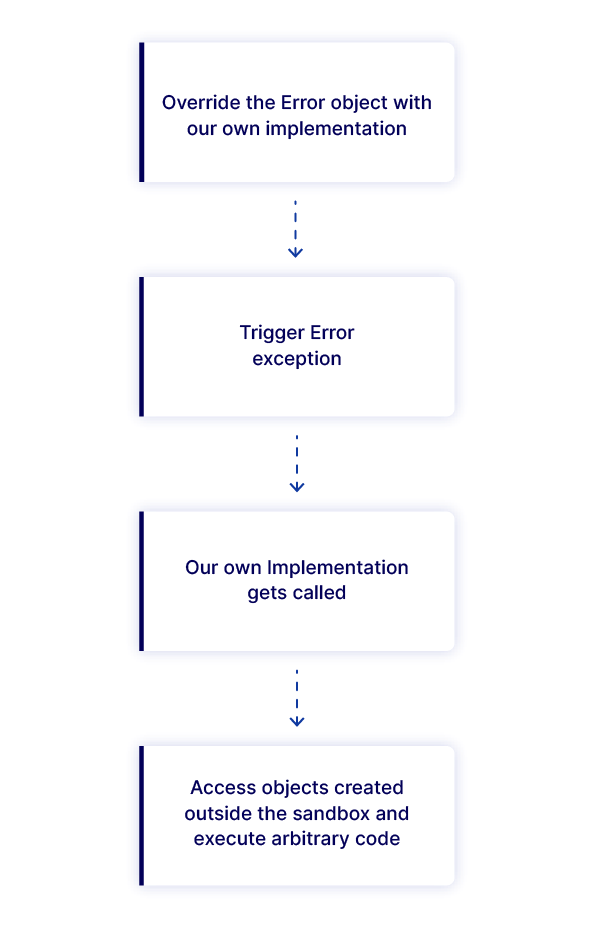 Override the Error object with
our own implementation
Trigger Error
exception
Our own Implementation
gets called
Access objects created
outside the sandbox and
execute arbitrary code